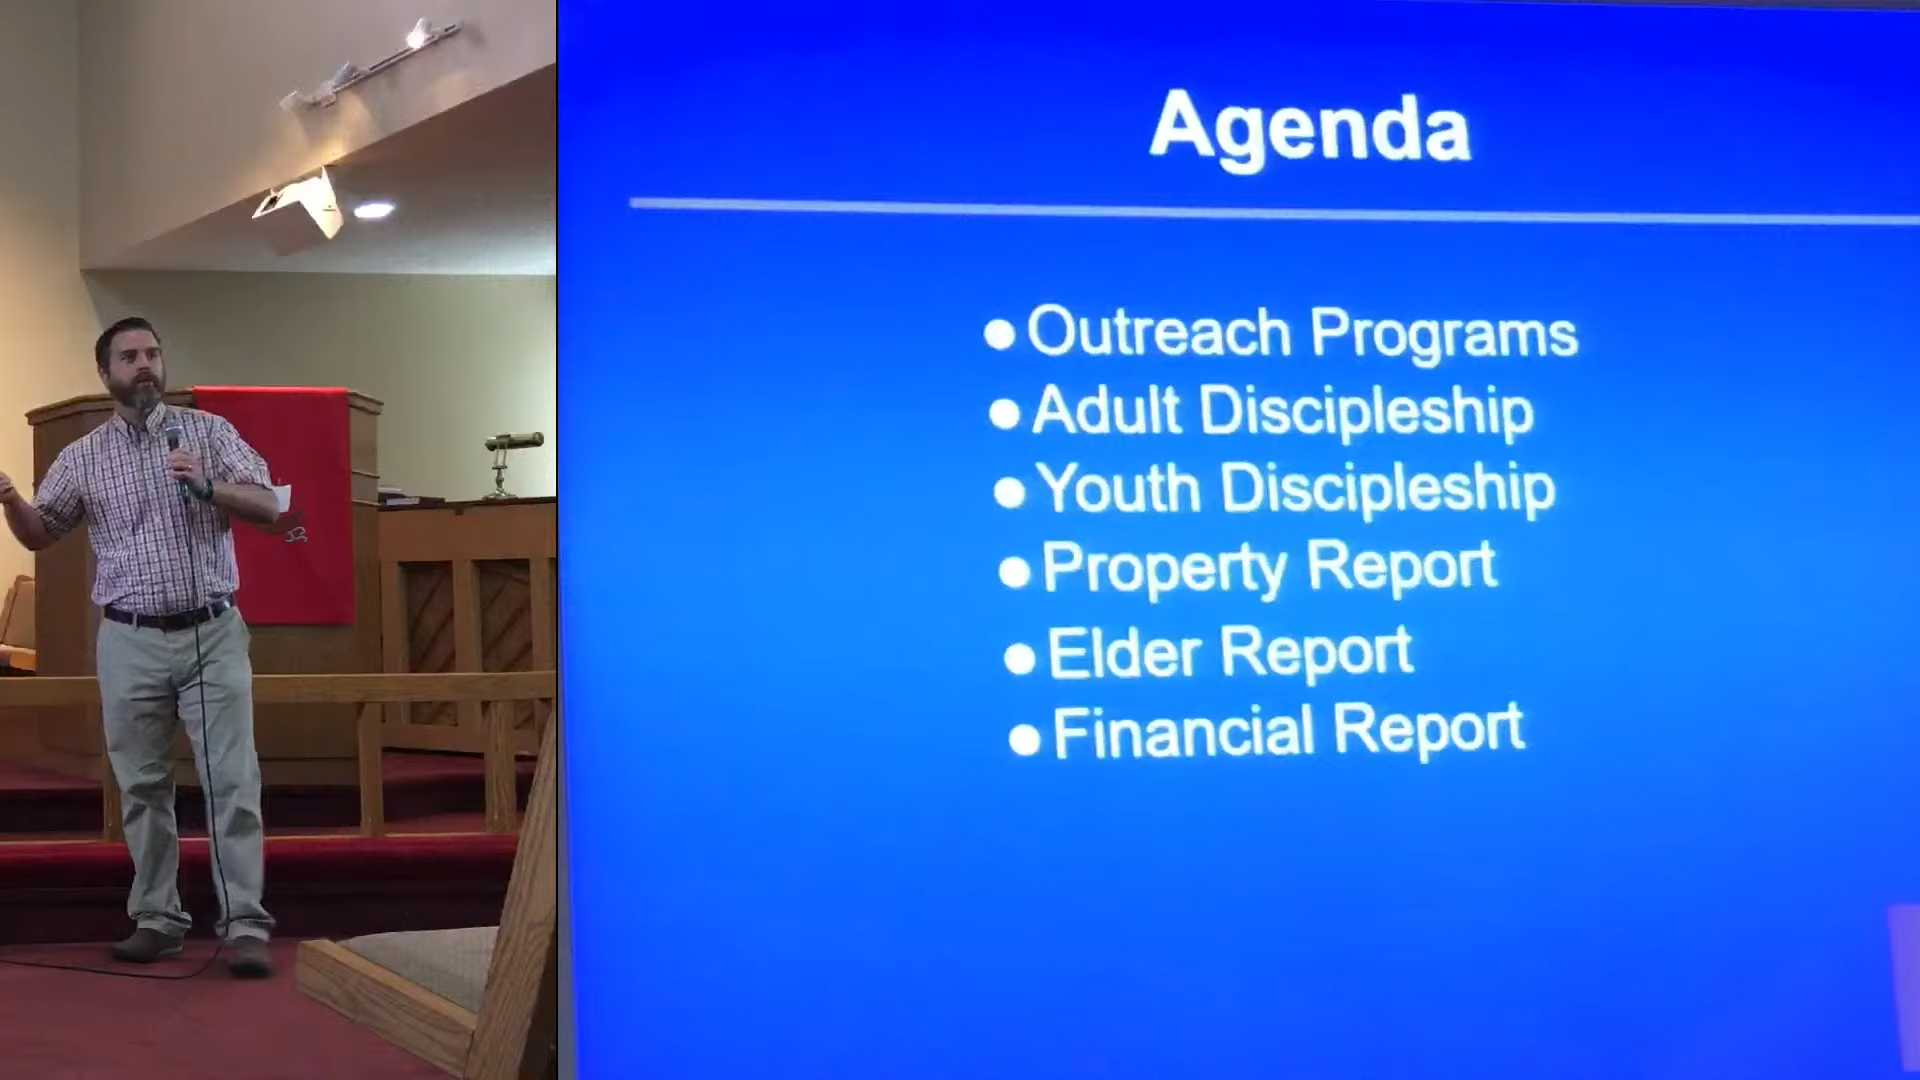 Agenda
● Outreach Programs
● Adult Discipleship
● Youth Discipleship
● Property Report
● Elder Report
● Financial Report